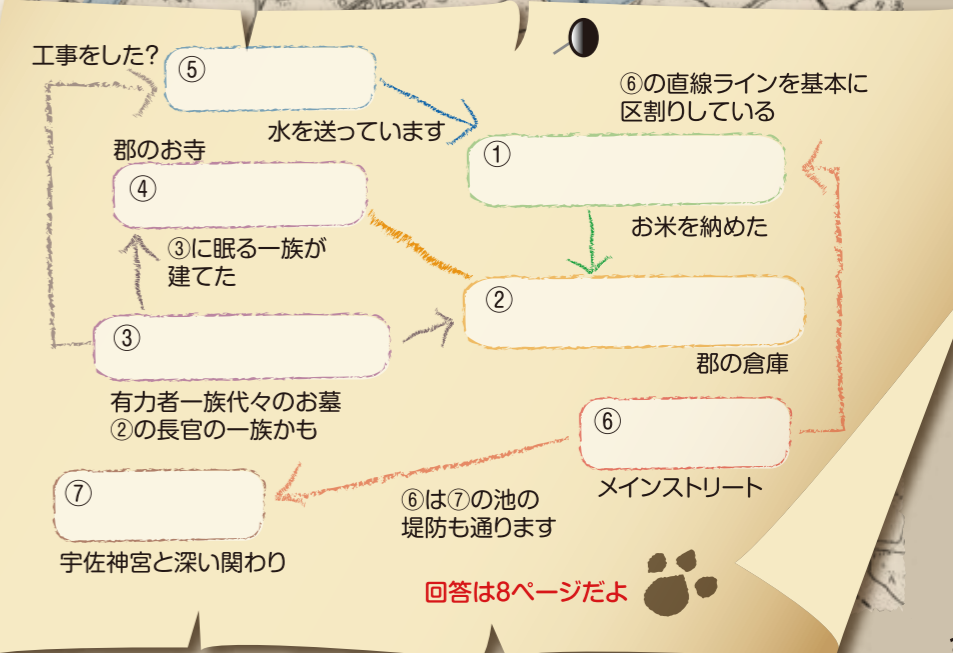 工事をした?
⑤
⑥の直線ラインを基本に
区割りしている
水を送っています
①
郡のお寺
④
お米を納めた
③に眠る一族が
建てた
②
③
郡の倉庫
有力者一族代々のお墓
②の長官の一族かも
⑥
メインストリート
⑦
⑥は⑦の池の
堤防も通ります
宇佐神宮と深い関わり
回答は8ページだよ